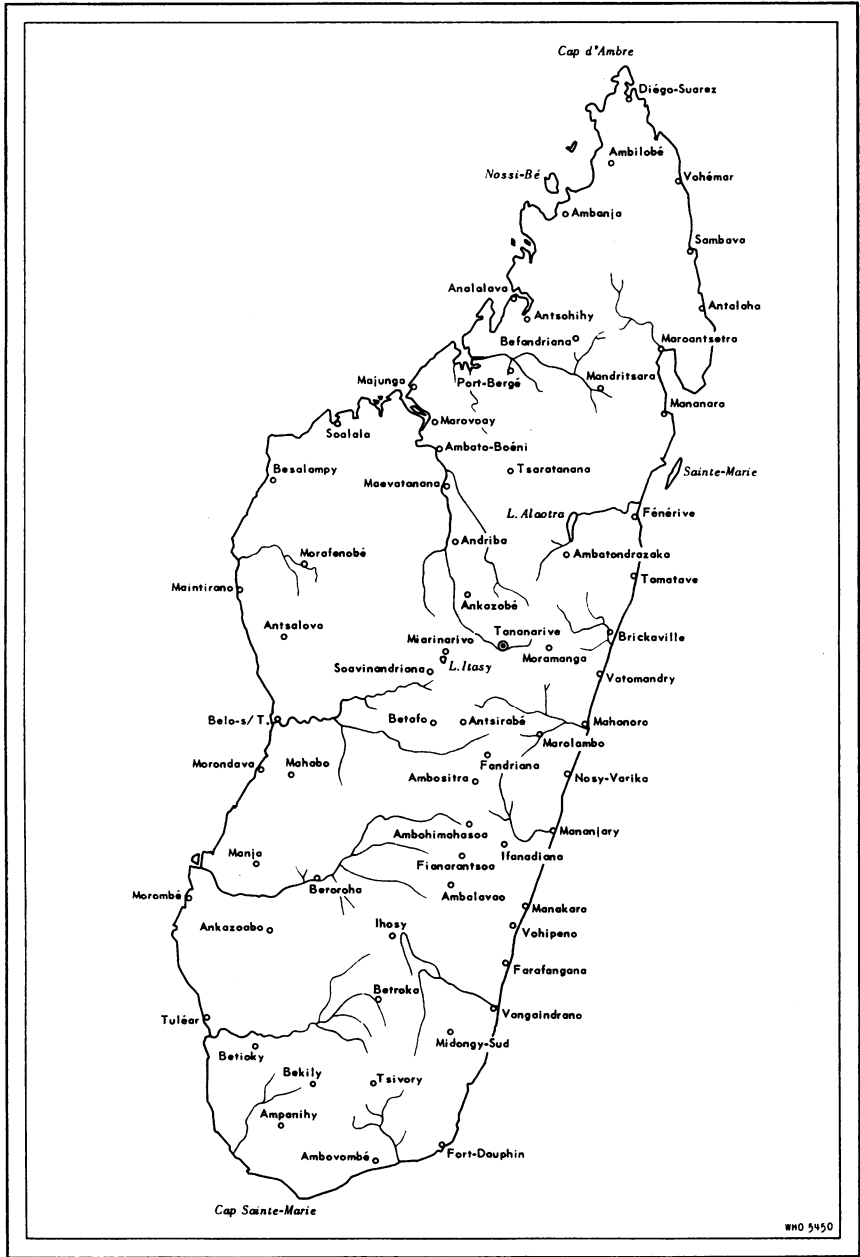 Cap d'Ambre
Diégo-Suarez
Ambilobé
Nossi-Bé
Vohémar
Ambanja
Sambava
Analalava
Antalaha
Antsohihy
Befandriana
Maroantsetra
Port-Bergé
Majunga
Mandritsara
Mananara
Marovoay
Soalala
Ambato-Boéni
Besalampy
Tsaratanana
Sainte-Marie
Maevatanana
L. Alaotra
Fénérive
Andriba
Morafenobé
Ambatondrazaka
Tamatave
Maintirano
Ankazobé
Antsalova
Tananarive
Brickaville
Miarinarivo
Moramanga
L. Itasy
Soavinandriana
Vatomandry
Belo-s/T.
Betafo
Antsirabé
Mahanoro
Marolambo
Morondava
Mahabo
Fandriana
Ambositra
Nosy-Varika
Ambohimahasoa
Mananjary
Manja
Ifanadiana
Fianarantsoa
Beroroha
Ambalavao
Morombé
Manakara
Ankazoabo
Ihosy
Vohipeno
Farafangana
Betroka
Vangaindrano
Tuléar
Midongy-Sud
Betioky
Bekily
Tsivory
Ampanihy
Ambovombé
Fort-Dauphin
Cap Sainte-Marie
WHO 5450